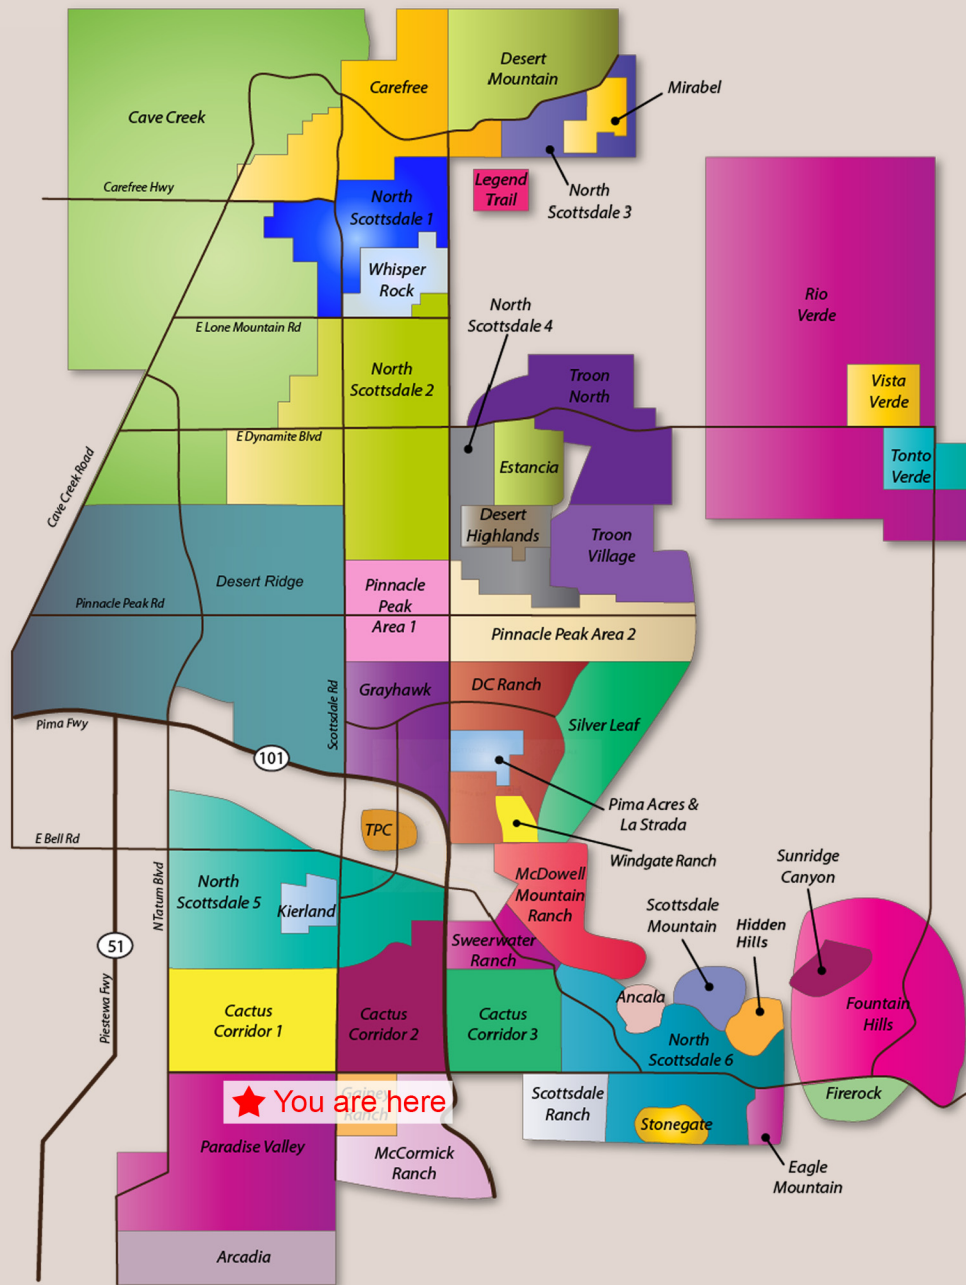 Desert
Mountain
Carefree
Mirabel
Cave Creek
Legend
Trail
Carefree Hwy
North
Scottsdale 3
North
Scottsdale 1
Whisper
Rock
Rio
Verde
North
Scottsdale 4
E Lone Mountain Rd
North
Scottsdale 2
Troon
North
Vista
Verde
E Dynamite Blvd
Estancia
Tonto
Verde
Cave Creek Road
Desert
Highlands
Troon
Village
Desert Ridge
Pinnacle
Peak
Area 1
Pinnacle Peak Rd
Pinnacle Peak Area 2
Grayhawk
DC Ranch
Scottsdale Rd
Silver Leaf
Pima Fwy
101
Pima Acres &
La Strada
TPC
E Bell Rd
Windgate Ranch
Sunridge
Canyon
McDowell
Mountain
Ranch
North
Scottsdale 5
N Tatum Blvd
Kierland
Scottsdale
Mountain
Hidden
Hills
51
Sweerwater
Ranch
Piestewa Fwy
Ancala
Fountain
Hills
Cactus
Corridor 1
Cactus
Corridor 2
Cactus
Corridor 3
North
Scottsdale 6
Gainey
Ranch
You are here
Scottsdale
Ranch
Firerock
Stonegate
Paradise Valley
McCormick
Ranch
Eagle
Mountain
Arcadia